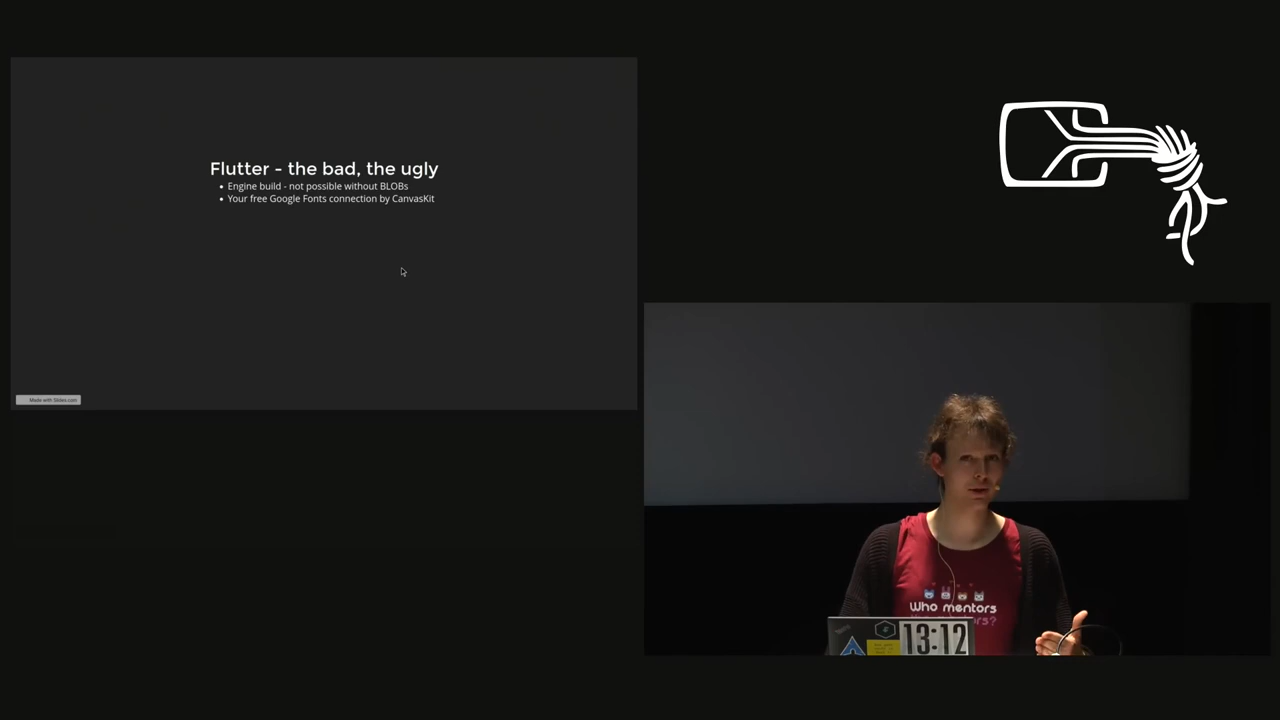 Flutter - the bad, the ugly
Engine build - not possible without BLOBs
Your free Google Fonts connection by CanvasKit
Made with Slides.com
Who mentors
13:12